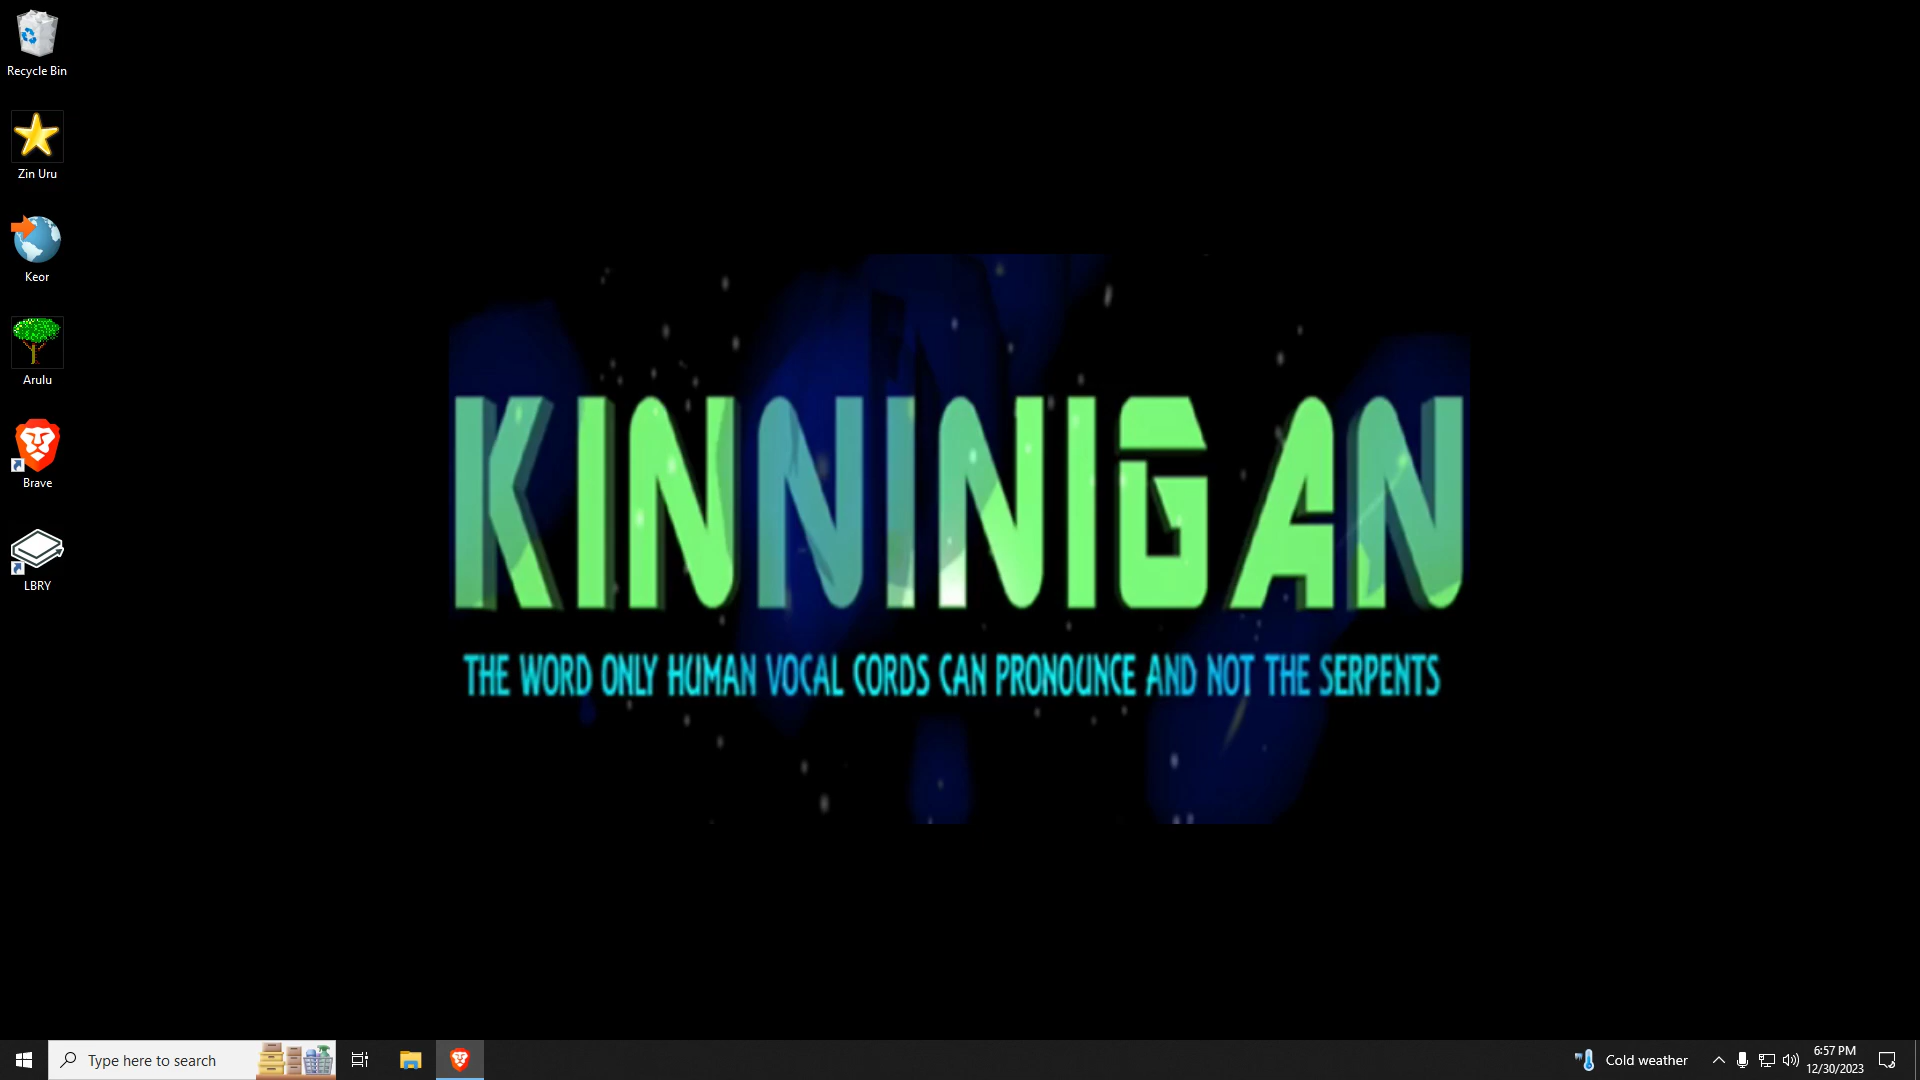 Recycle Bin
Zin Uru
Keor
Arulu
Brave
LBRY
KINNINIGAN
THE WORD ONLY HUMAN VOCAL CORDS CAN PRONOUNCE AND NOT THE SERPENTS
Type here to search
Cold weather
6:57 PM
12/30/2023